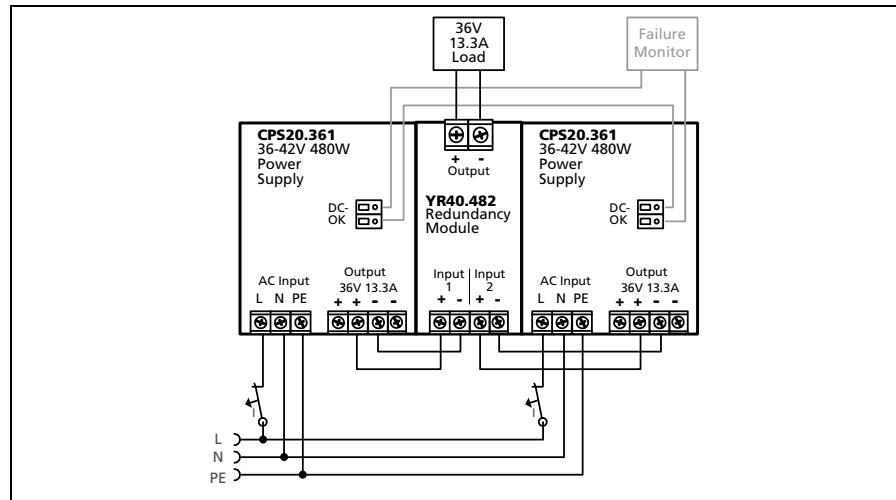 36V
13.3A
Load
Failure
Monitor
CPS20.361
36-42V 480W
Power
Supply
DC-
OK
AC Input
L N PE
Output
36V 13.3A
+ + - -
+ -
Output
YR40.482
Redundancy
Module
Input
1
Input
2
+ - + -
CPS20.361
36-42V 480W
Power
Supply
DC-
OK
AC Input
L N PE
Output
36V 13.3A
+ + - -
I
I
L
N
PE